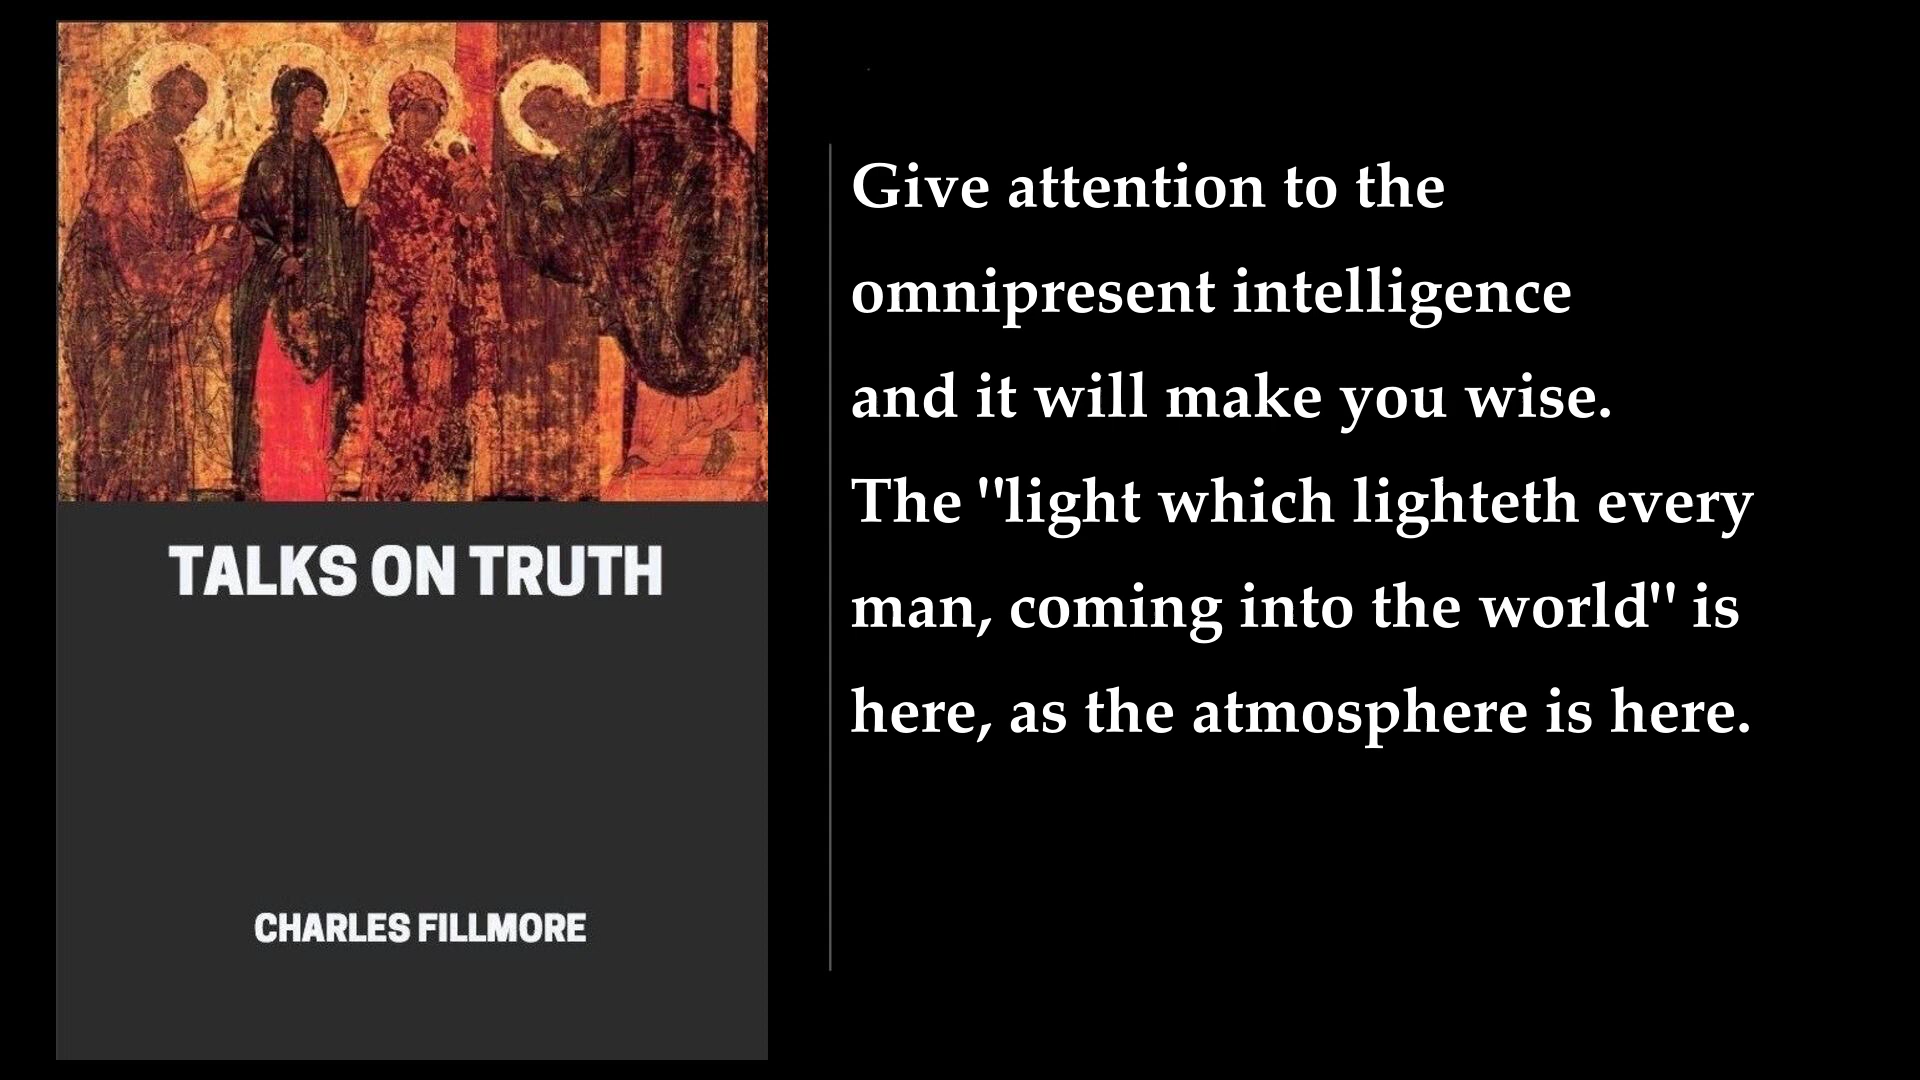 TALKS ON TRUTH
CHARLES FILLMORE
Give attention to the
omnipresent intelligence
and it will make you wise.
The "light which lighteth every
man, coming into the world" is
here, as the atmosphere is here.